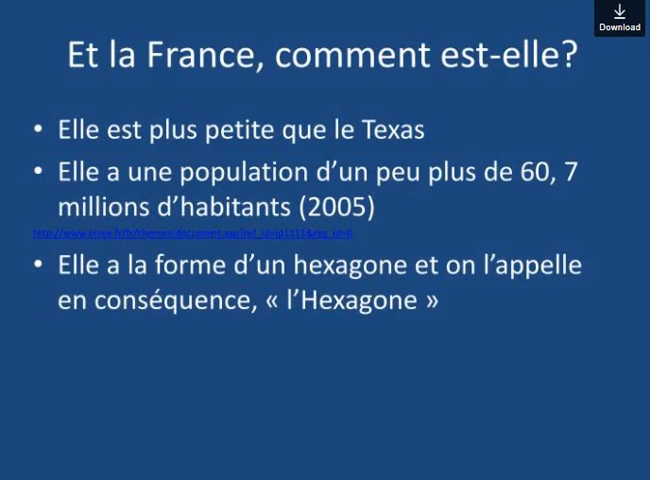 Download
Et la France, comment est-elle?
• Elle est plus petite que le Texas
• Elle a une population d'un peu plus de 60, 7
millions d'habitants (2005)
• Elle a la forme d'un hexagone et on l'appelle
en conséquence, « l'Hexagone »